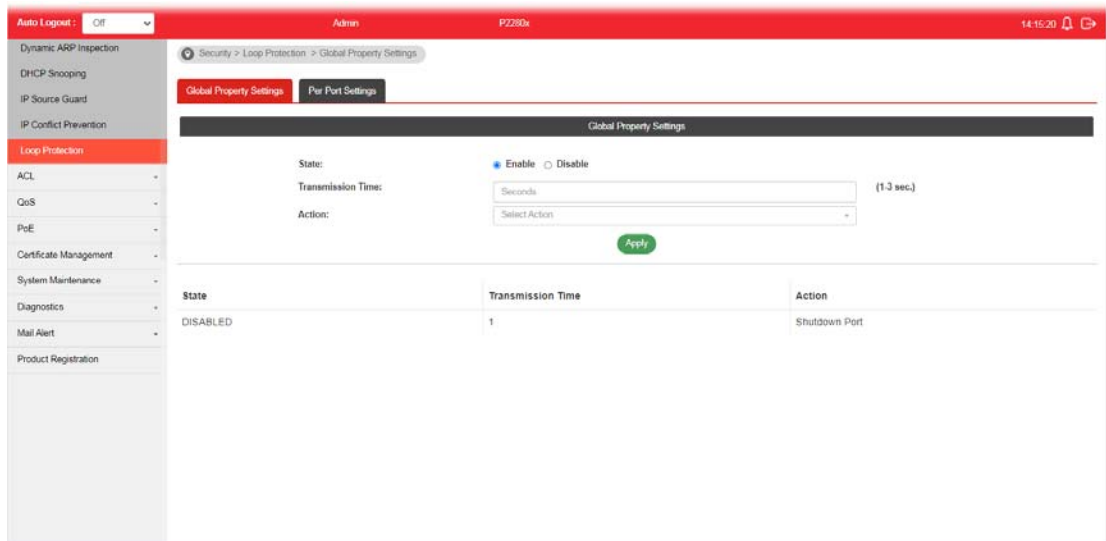 Auto Logout : Off Admin P2280x 14:15:20
Dynamic ARP Inspection
DHCP Snooping
IP Source Guard
IP Conflict Prevention
Loop Protection
ACL
QoS
PoE
Certificate Management
System Maintenance
Diagnostics
Mail Alert
Product Registration
Security > Loop Protection > Global Property Settings
Global Property Settings Per Port Settings
Global Property Settings
State: Enable Disable
Transmission Time: Seconds (1-3 sec.)
Action: Select Action
Apply
State Transmission Time Action
DISABLED 1 Shutdown Port